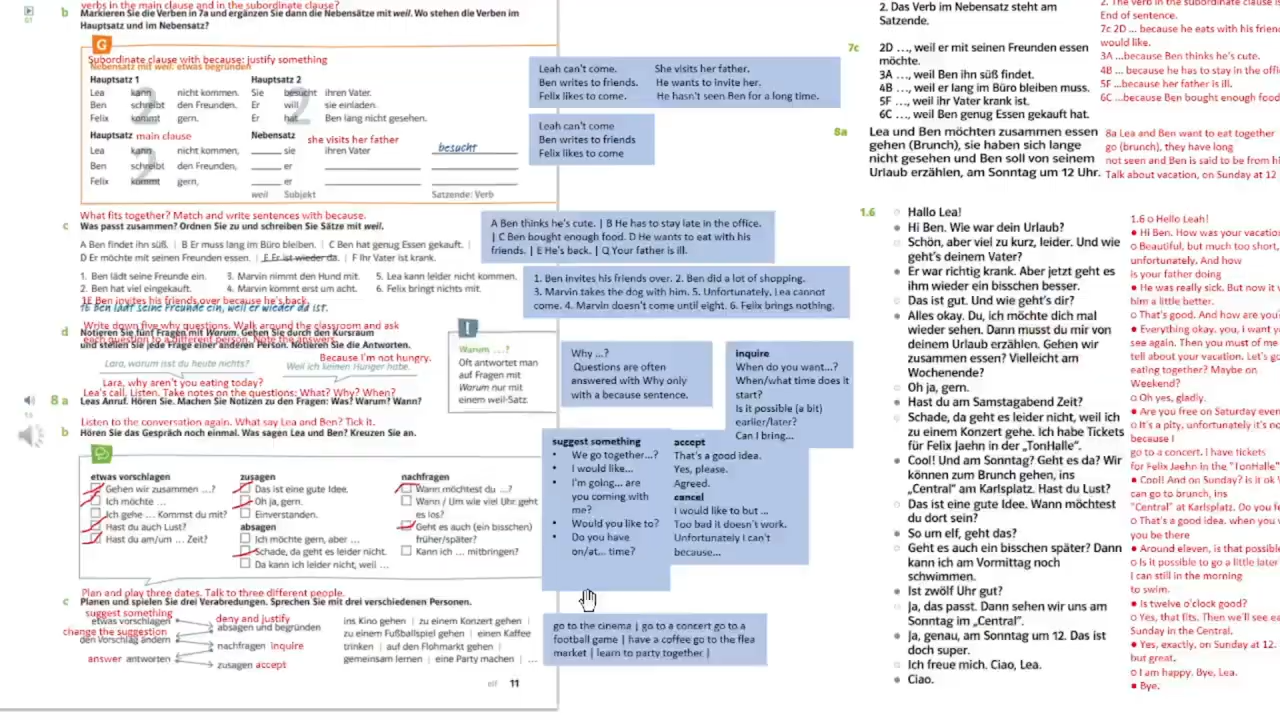 verbs in the main clause and in the subordinate clause?
b Markieren Sie die Verben in 7a und ergänzen Sie dann die Nebensätze mit weil. Wo stehen die Verben im
Hauptsatz und im Nebensatz?
G
Subordinate clause with because: justify something
Nebensatz mit weil: etwas begründen
Hauptsatz 1 Hauptsatz 2
Lea kann nicht kommen. Sie besucht ihren Vater.
Ben schreibt den Freunden. Er will sie einladen.
Felix kommt gern. Er hat Ben lang nicht gesehen.
2 2
Hauptsatz main clause Nebensatz she visits her father
Lea kann nicht kommen, ____ sie ihren Vater besucht
Ben schreibt den Freunden, ____ er
Felix kommt gern, ____ er
2
weil Subjekt Satzende: Verb
What fits together? Match and write sentences with because.
c Was passt zusammen? Ordnen Sie zu und schreiben Sie Sätze mit weil.
A Ben findet ihn süß. | B Er muss lang im Büro bleiben. | C Ben hat genug Essen gekauft. |
D Er möchte mit seinen Freunden essen. | E Er ist wieder da. | F Ihr Vater ist krank.
1. Ben lädt seine Freunde ein. 3. Marvin nimmt den Hund mit. 5. Lea kann leider nicht kommen.
2. Ben hat viel eingekauft. 4. Marvin kommt erst um acht. 6. Felix bringt nichts mit.
1E Ben invites his friends over because he's back.
1E Ben lädt seine Freunde ein, weil er wieder da ist.
Write down five why questions. Walk around the classroom and ask
d Notieren Sie fünf Fragen mit Warum. Gehen Sie durch den Kursraum
each question to a different person. Note the answers.
und stellen Sie jede Frage einer anderen Person. Notieren Sie die Antworten.
Because I'm not hungry.
Lara, warum isst du heute nichts? Weil ich keinen Hunger habe.
Lara, why aren't you eating today?
!
Warum ...?
Oft antwortet man
auf Fragen mit
Warum nur mit
einem weil-Satz.
Lea's call. Listen. Take notes on the questions: What? Why? When?
8 a Leas Anruf. Hören Sie. Machen Sie Notizen zu den Fragen: Was? Warum? Wann?
Listen to the conversation again. What say Lea and Ben? Tick it.
b Hören Sie das Gespräch noch einmal. Was sagen Lea und Ben? Kreuzen Sie an.
etwas vorschlagen zusagen nachfragen
Gehen wir zusammen ...? Das ist eine gute Idee. Wann möchtest du ...?
Ich möchte ... Oh ja, gern. Wann / Um wie viel Uhr geht
Ich gehe ... Kommst du mit? Einverstanden. es los?
Hast du auch Lust? absagen Geht es auch (ein bisschen)
Hast du am/um ... Zeit? Ich möchte gern, aber ... früher/später?
Schade, da geht es leider nicht. Kann ich ... mitbringen?
Da kann ich leider nicht, weil ...
Plan and play three dates. Talk to three different people.
c Planen und spielen Sie drei Verabredungen. Sprechen Sie mit drei verschiedenen Personen.
suggest something
etwas vorschlagen
deny and justify
absagen und begründen
change the suggestion
den Vorschlag ändern
nachfragen inquire
answer antworten
zusagen accept
ins Kino gehen | zu einem Konzert gehen |
zu einem Fußballspiel gehen | einen Kaffee
trinken | auf den Flohmarkt gehen |
gemeinsam lernen | eine Party machen | ...
elf 11
Leah can't come. She visits her father.
Ben writes to friends. He wants to invite her.
Felix likes to come. He hasn't seen Ben for a long time.
Leah can't come
Ben writes to friends
Felix likes to come
A Ben thinks he's cute. | B He has to stay late in the office.
| C Ben bought enough food. D He wants to eat with his
friends. | E He's back. | Q Your father is ill.
1. Ben invites his friends over. 2. Ben did a lot of shopping.
3. Marvin takes the dog with him. 5. Unfortunately, Lea cannot
come. 4. Marvin doesn't come until eight. 6. Felix brings nothing.
Why ...?
Questions are often
answered with Why only
with a because sentence.
inquire
When do you want...?
When/what time does it
start?
Is it possible (a bit)
earlier/later?
Can I bring...
suggest something
• We go together...?
• I would like...
• I'm going... are
you coming with
me?
• Would you like to?
• Do you have
on/at... time?
accept
That's a good idea.
Yes, please.
Agreed.
cancel
I would like to but ...
Too bad it doesn't work.
Unfortunately I can't
because...
go to the cinema | go to a concert go to a
football game | have a coffee go to the flea
market | learn to party together |
2. Das Verb im Nebensatz steht am
Satzende.
7c 2D ..., weil er mit seinen Freunden essen
möchte.
3A ..., weil Ben ihn süß findet.
4B ..., weil er lang im Büro bleiben muss.
5F ..., weil ihr Vater krank ist.
6C ..., weil Ben genug Essen gekauft hat.
8a Lea und Ben möchten zusammen essen
gehen (Brunch), sie haben sich lange
nicht gesehen und Ben soll von seinem
Urlaub erzählen, am Sonntag um 12 Uhr.
1.6 ○ Hallo Lea!
● Hi Ben. Wie war dein Urlaub?
○ Schön, aber viel zu kurz, leider. Und wie
geht's deinem Vater?
● Er war richtig krank. Aber jetzt geht es
ihm wieder ein bisschen besser.
○ Das ist gut. Und wie geht's dir?
● Alles okay. Du, ich möchte dich mal
wieder sehen. Dann musst du mir von
deinem Urlaub erzählen. Gehen wir
zusammen essen? Vielleicht am
Wochenende?
○ Oh ja, gern.
● Hast du am Samstagabend Zeit?
○ Schade, da geht es leider nicht, weil ich
zu einem Konzert gehe. Ich habe Tickets
für Felix Jaehn in der „TonHalle“.
● Cool! Und am Sonntag? Geht es da? Wir
können zum Brunch gehen, ins
„Central“ am Karlsplatz. Hast du Lust?
○ Das ist eine gute Idee. Wann möchtest
du dort sein?
● So um elf, geht das?
○ Geht es auch ein bisschen später? Dann
kann ich am Vormittag noch
schwimmen.
● Ist zwölf Uhr gut?
○ Ja, das passt. Dann sehen wir uns am
Sonntag im „Central“.
● Ja, genau, am Sonntag um 12. Das ist
doch super.
○ Ich freue mich. Ciao, Lea.
● Ciao.
2. The verb in the subordinate clause is
End of sentence.
7c 2D ... because he eats with his friend
would like.
3A ...because Ben thinks he's cute.
4B ... because he has to stay in the offi
5F ...because her father is ill.
6C ...because Ben bought enough food
8a Lea and Ben want to eat together
go (brunch), they have long
not seen and Ben is said to be from hi
Talk about vacation, on Sunday at 12
1.6 o Hello Leah!
● Hi Ben. How was your vacatio
o Beautiful, but much too short,
unfortunately. And how
is your father doing
● He was really sick. But now it
him a little better.
o That's good. And how are you?
● Everything okay. you, i want y
see again. Then you must of me
tell about your vacation. Let's go
eating together? Maybe on
Weekend?
o Oh yes, gladly.
● Are you free on Saturday even
o It's a pity, unfortunately it's no
because I
go to a concert. I have tickets
for Felix Jaehn in the "TonHalle"
● Cool! And on Sunday? is it ok
can go to brunch, ins
"Central" at Karlsplatz. Do you fe
o That's a good idea. when you
you be there
● Around eleven, is that possible
o Is it possible to go a little later
I can still in the morning
to swim.
● Is twelve o'clock good?
o Yes, that fits. Then we'll see ea
Sunday in the Central.
● Yes, exactly, on Sunday at 12.
but great.
o I am happy. Bye, Lea.
● Bye.